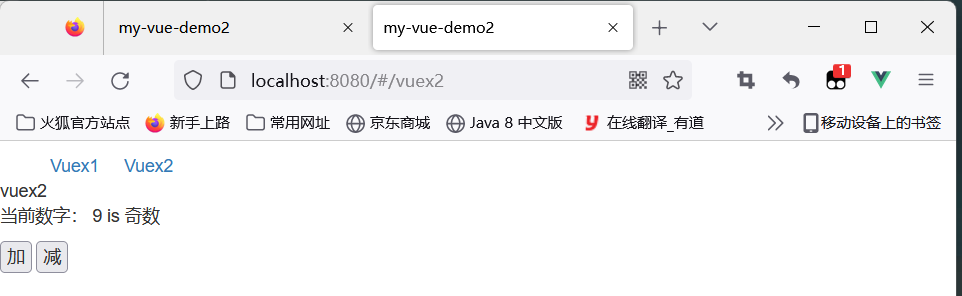 my-vue-demo2 my-vue-demo2
localhost:8080/#/vuex2 1
火狐官方站点 新手上路 常用网址 京东商城 Java 8 中文版 y 在线翻译_有道 移动设备上的书签
Vuex1 Vuex2
vuex2
当前数字： 9 is 奇数
加 减